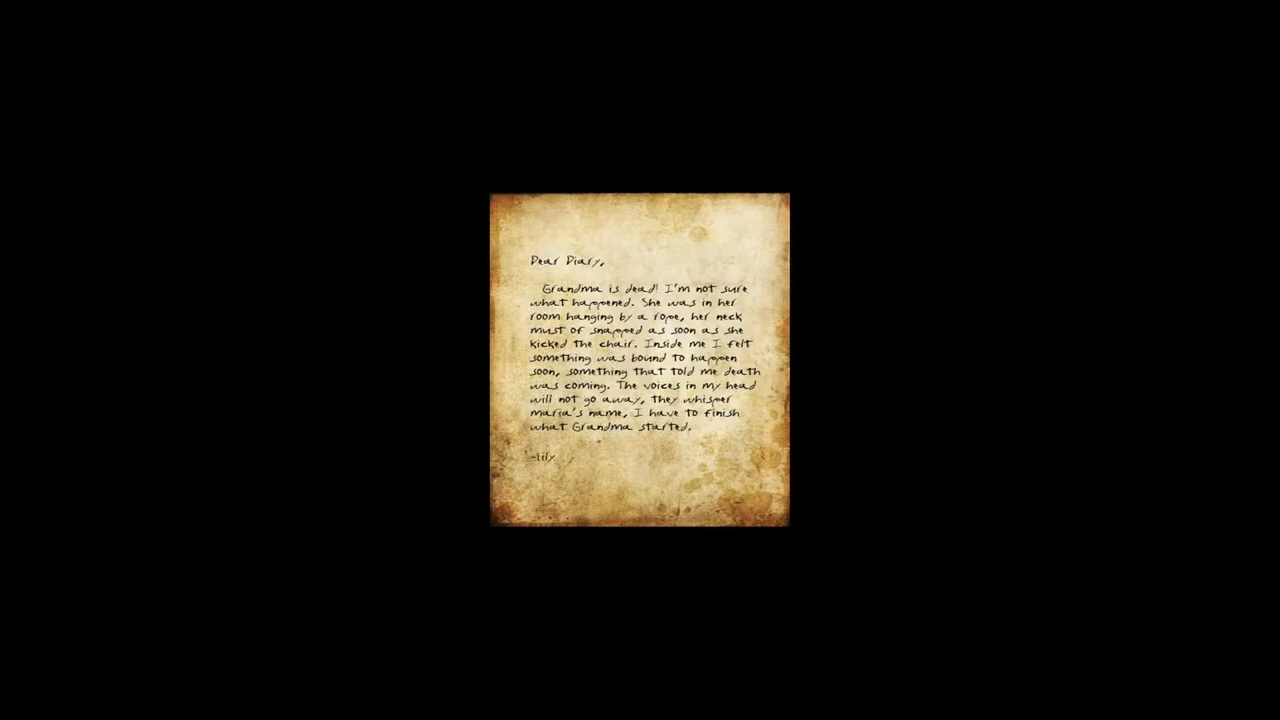 Dear Diary,
Grandma is dead! I'm not sure
what happened. She was in her
room hanging by a rope, her neck
must of snapped as soon as she
kicked the chair. Inside me I felt
something was bound to happen
soon, something that told me death
was coming. The voices in my head
will not go away, they whisper
maria's name, I have to finish
what Grandma started.
-lily